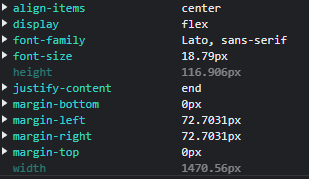 align-items center
display flex
font-family Lato, sans-serif
font-size 18.79px
height 116.906px
justify-content end
margin-bottom 0px
margin-left 72.7031px
margin-right 72.7031px
margin-top 0px
width 1470.56px